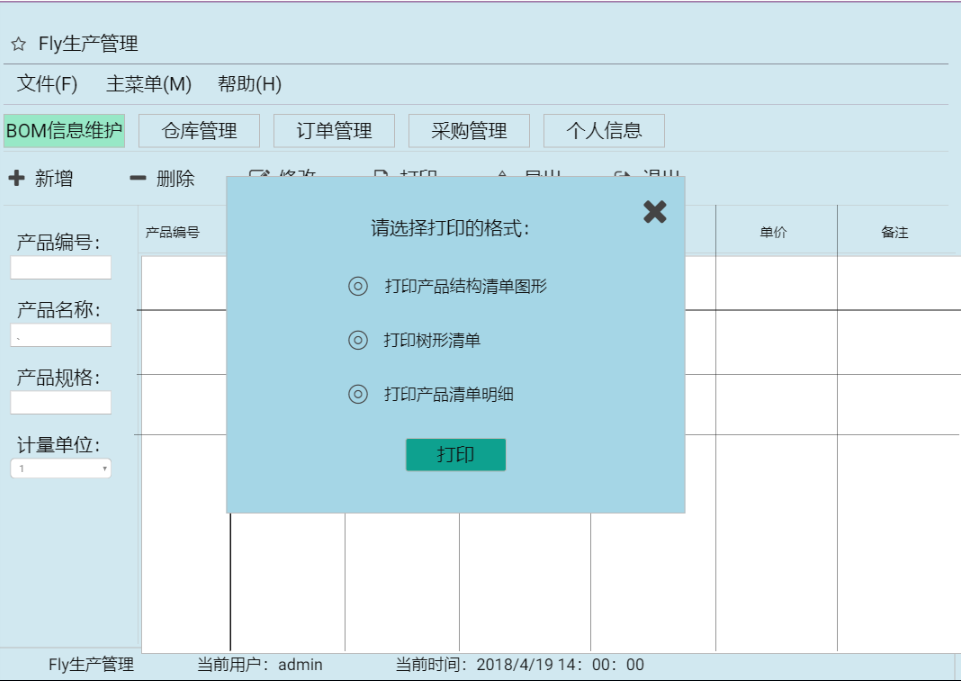 Fly生产管理
文件(F) 主菜单(M) 帮助(H)
BOM信息维护 仓库管理 订单管理 采购管理 个人信息
新增 删除 修改 打印 导出 退出
产品编号：
产品名称：
、
产品规格：
计量单位：
1
产品编号 单价 备注
请选择打印的格式：
打印产品结构清单图形
打印树形清单
打印产品清单明细
打印
Fly生产管理 当前用户：admin 当前时间：2018/4/19 14：00：00